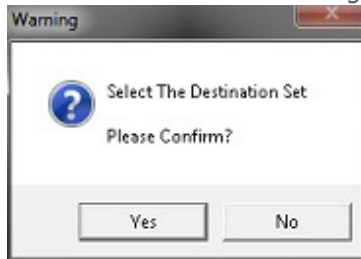 Warning
Select The Destination Set
Please Confirm?
Yes
No